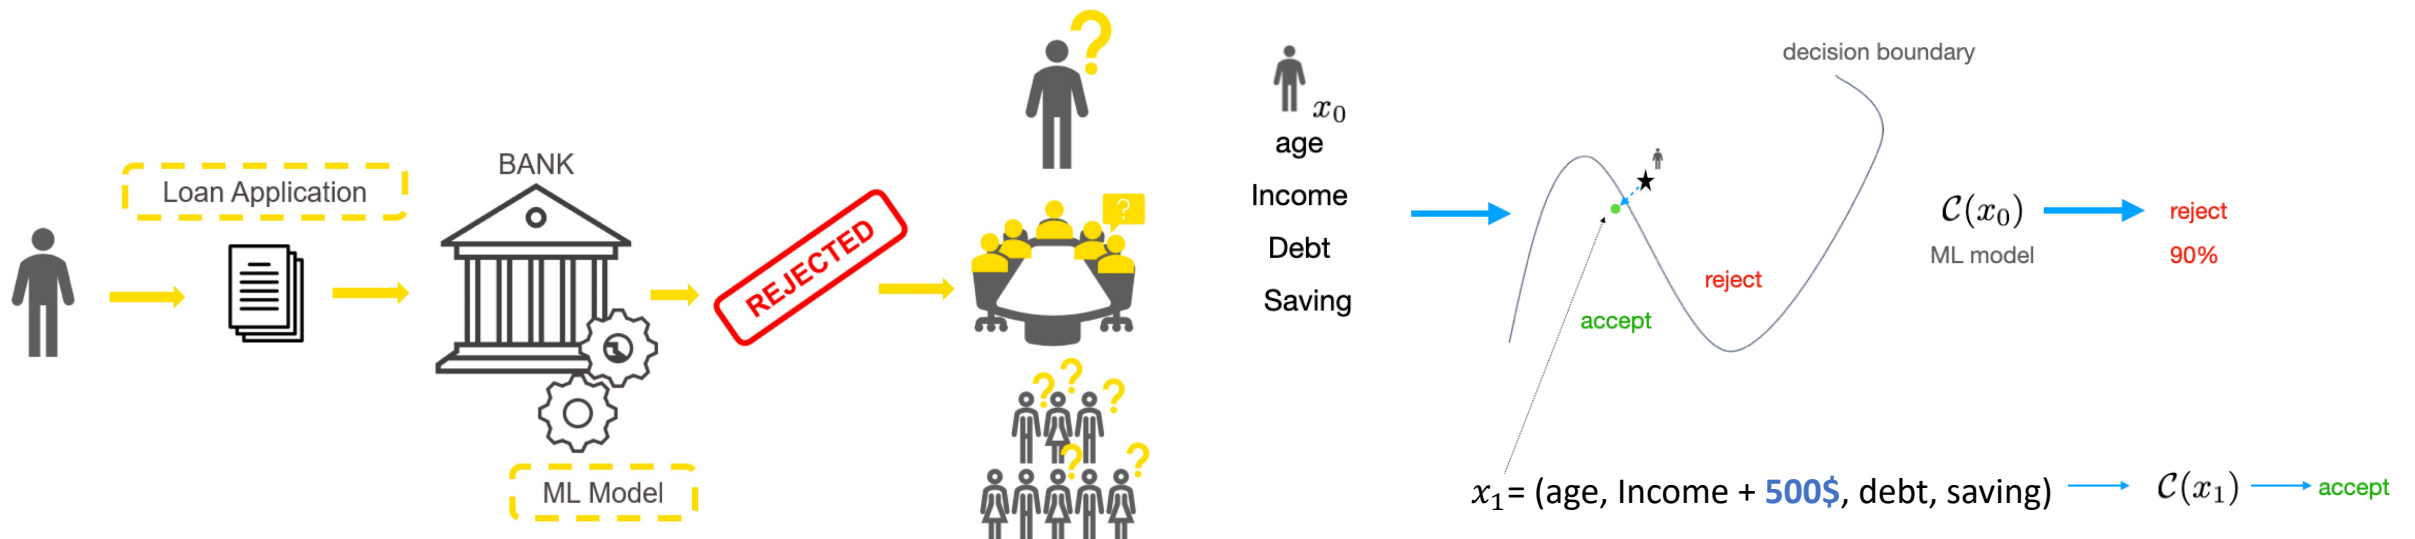 Loan Application
BANK
ML Model
REJECTED
?
?
? ? ?
? ?
x₀
age
Income
Debt
Saving
decision boundary
reject
accept
C(x₀)
ML model
reject
90%
x₁= (age, Income + 500$, debt, saving)
C(x₁)
accept